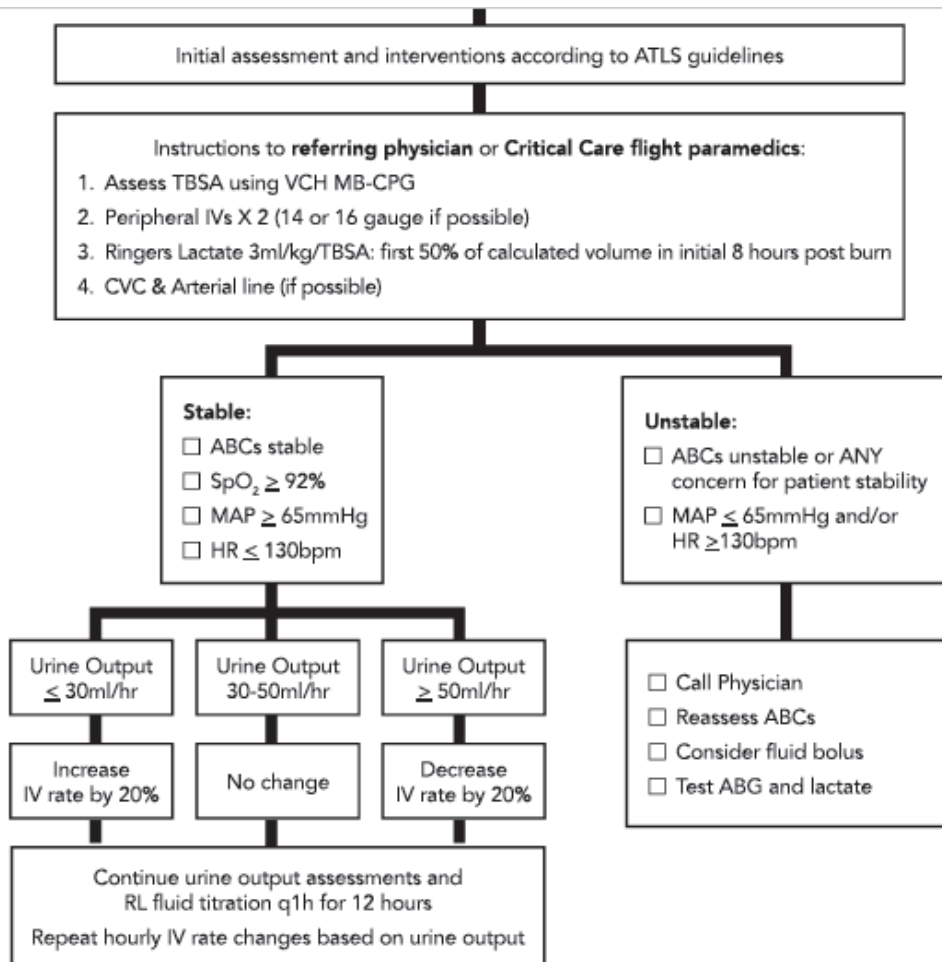 Initial assessment and interventions according to ATLS guidelines
Instructions to referring physician or Critical Care flight paramedics:
1. Assess TBSA using VCH MB-CPG
2. Peripheral IVs X 2 (14 or 16 gauge if possible)
3. Ringers Lactate 3ml/kg/TBSA: first 50% of calculated volume in initial 8 hours post burn
4. CVC & Arterial line (if possible)
Stable:
☐ ABCs stable
☐ SpO₂ ≥ 92%
☐ MAP ≥ 65mmHg
☐ HR ≤ 130bpm
Unstable:
☐ ABCs unstable or ANY
concern for patient stability
☐ MAP ≤ 65mmHg and/or
HR ≥130bpm
Urine Output
≤ 30ml/hr
Urine Output
30-50ml/hr
Urine Output
≥ 50ml/hr
Increase
IV rate by 20%
No change
Decrease
IV rate by 20%
☐ Call Physician
☐ Reassess ABCs
☐ Consider fluid bolus
☐ Test ABG and lactate
Continue urine output assessments and
RL fluid titration q1h for 12 hours
Repeat hourly IV rate changes based on urine output